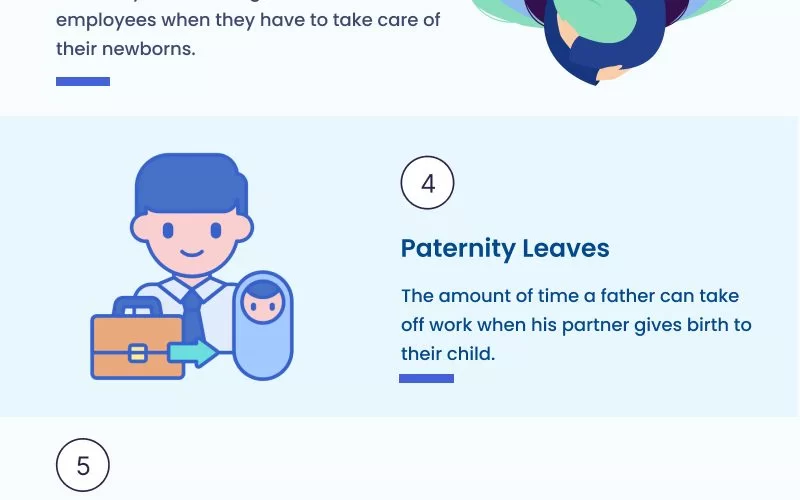 employees when they have to take care of
their newborns.
4
Paternity Leaves
The amount of time a father can take
off work when his partner gives birth to
their child.
5